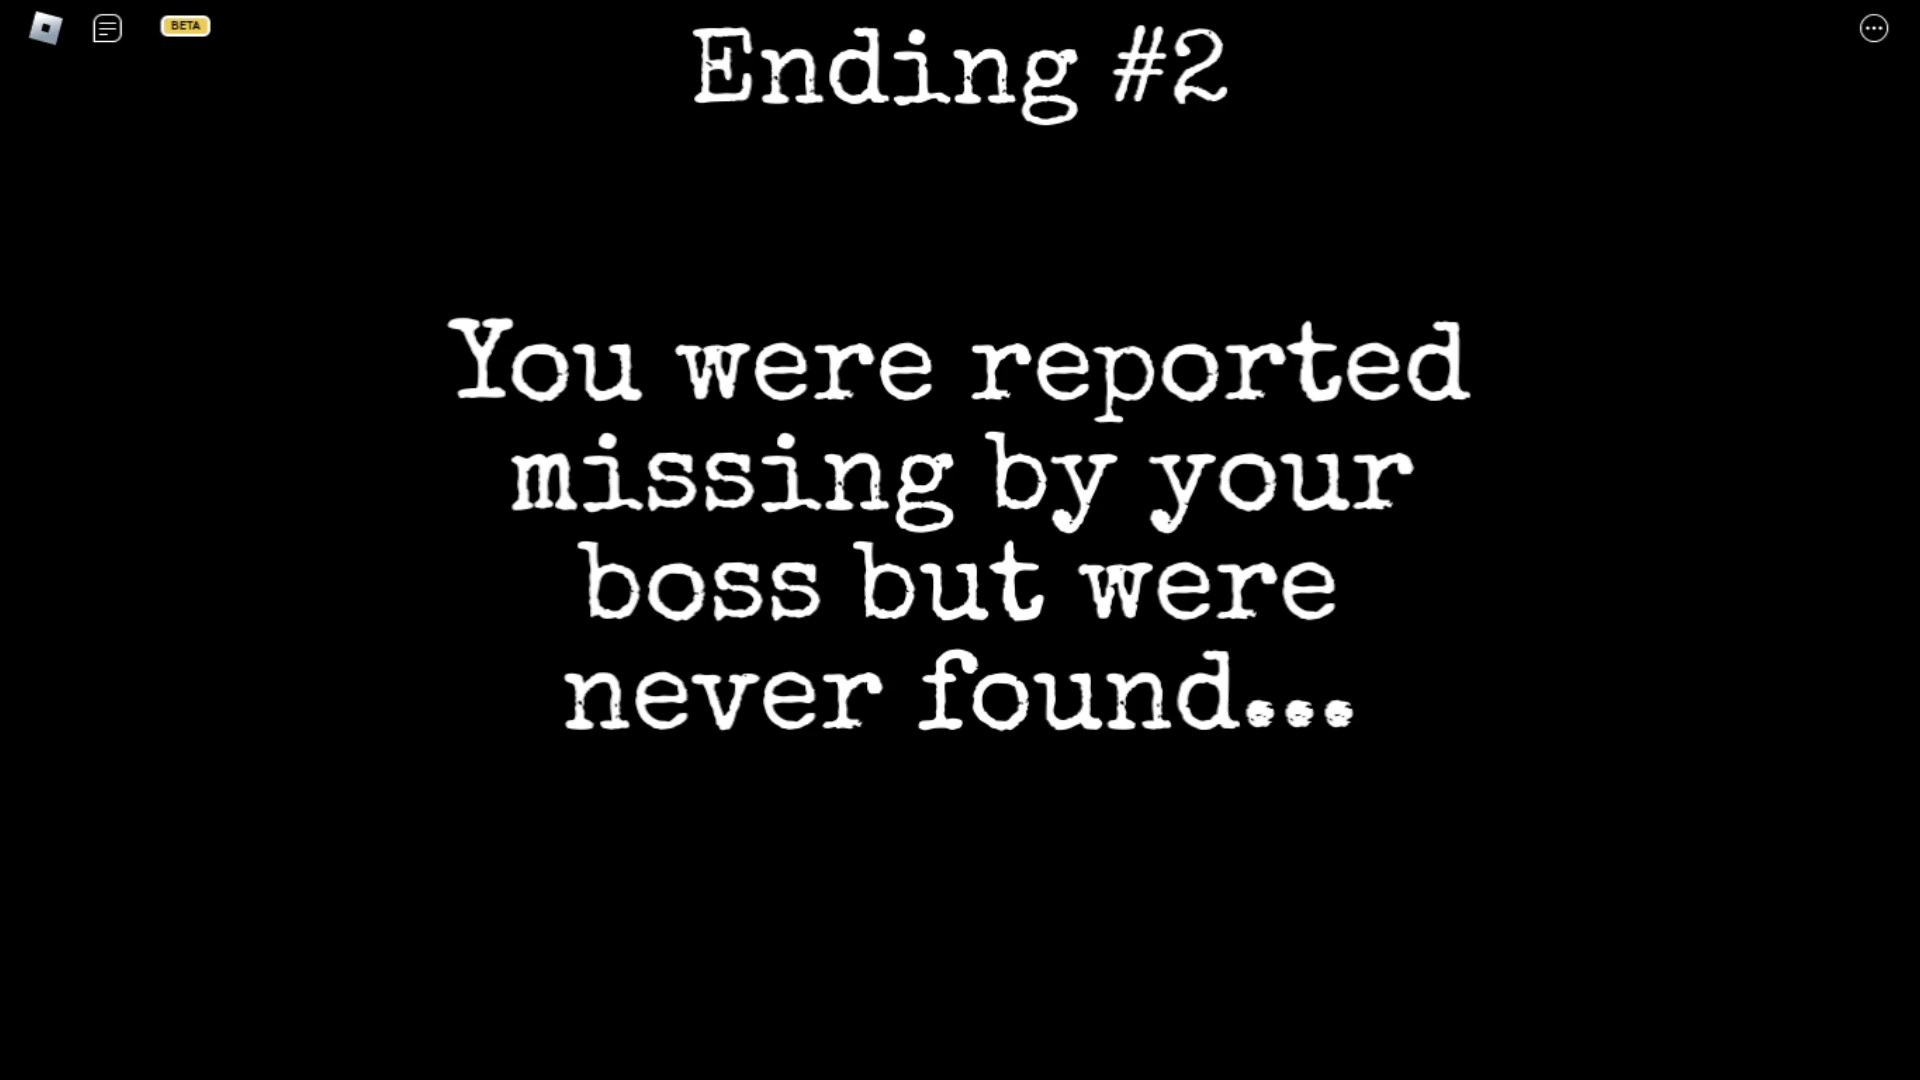 BETA
Ending #2
You were reported
missing by your
boss but were
never found...